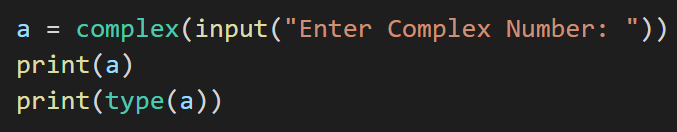 a = complex(input("Enter Complex Number: "))
print(a)
print(type(a))